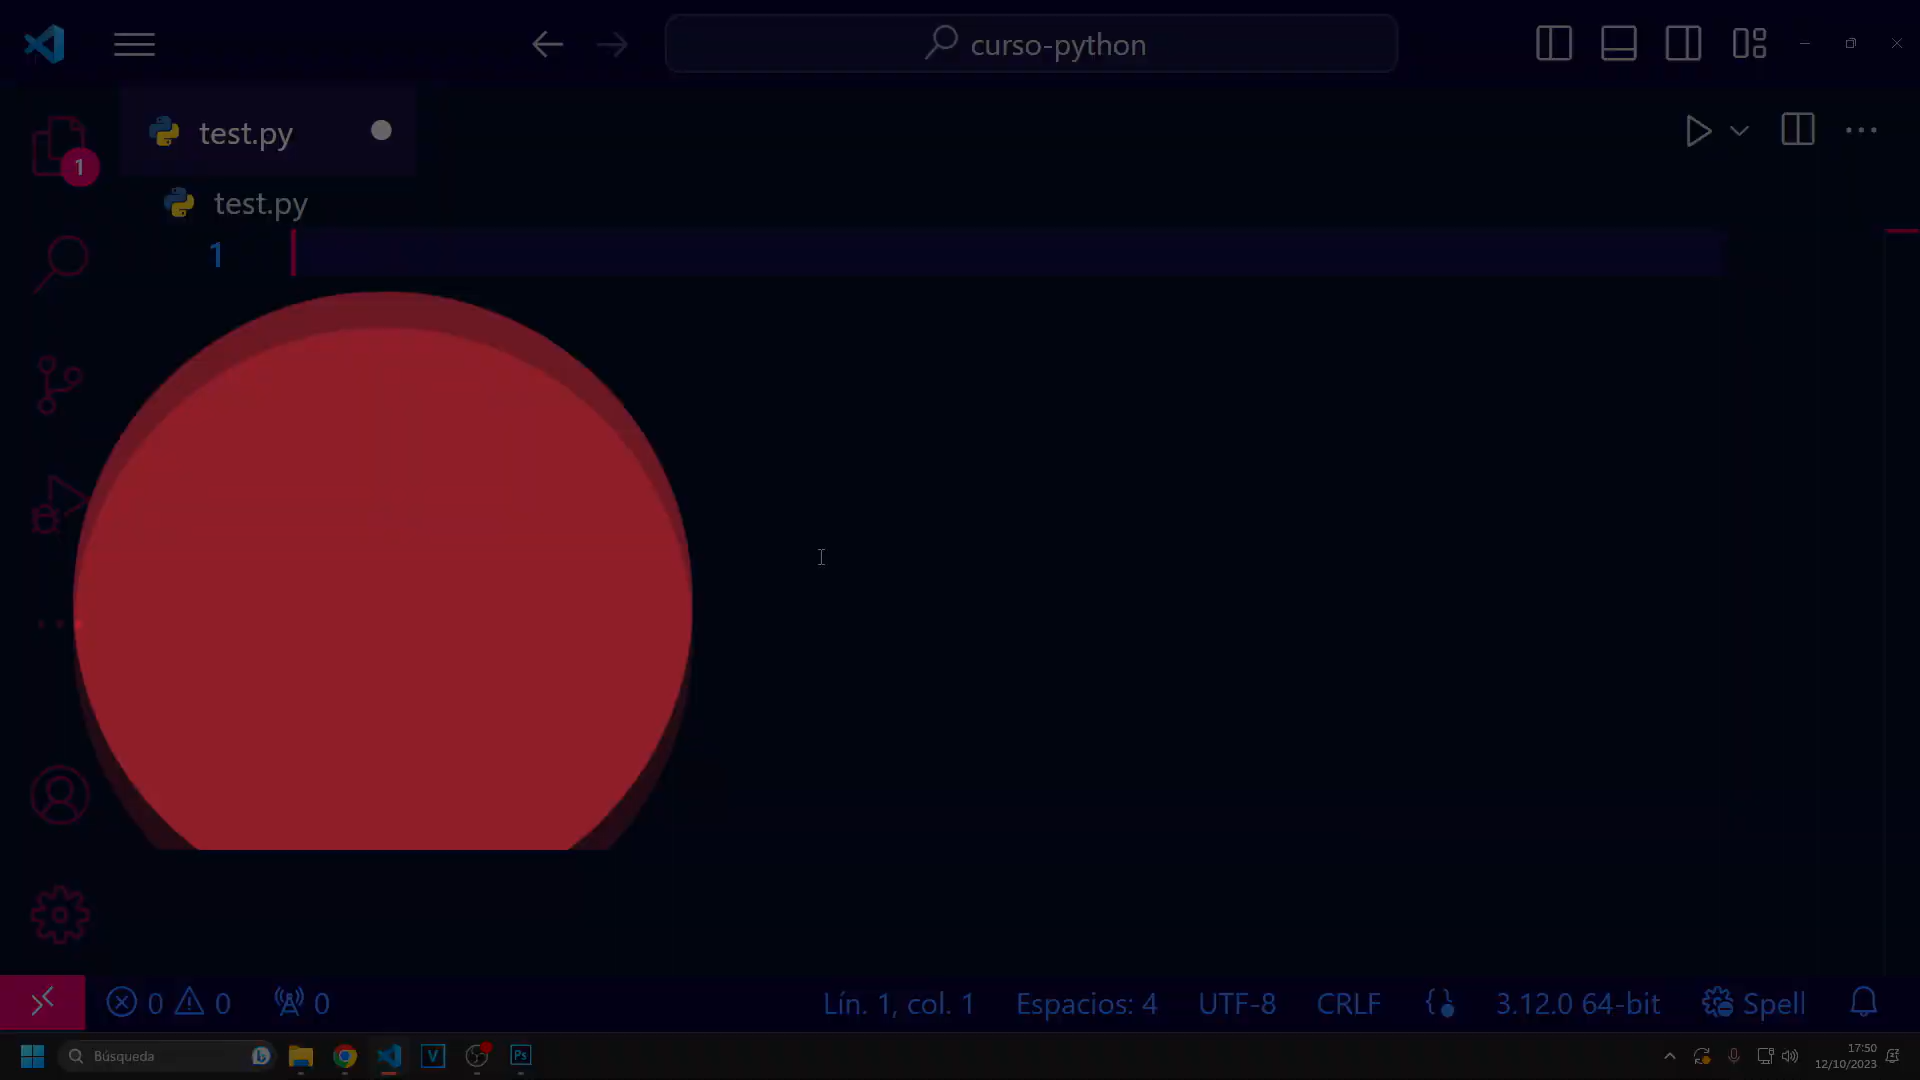 curso-python
test.py
1
test.py
1
0 0 0
Lín. 1, col. 1
Espacios: 4
UTF-8
CRLF
3.12.0 64-bit
Spell
Búsqueda
V
Ps
17:50
12/10/2023